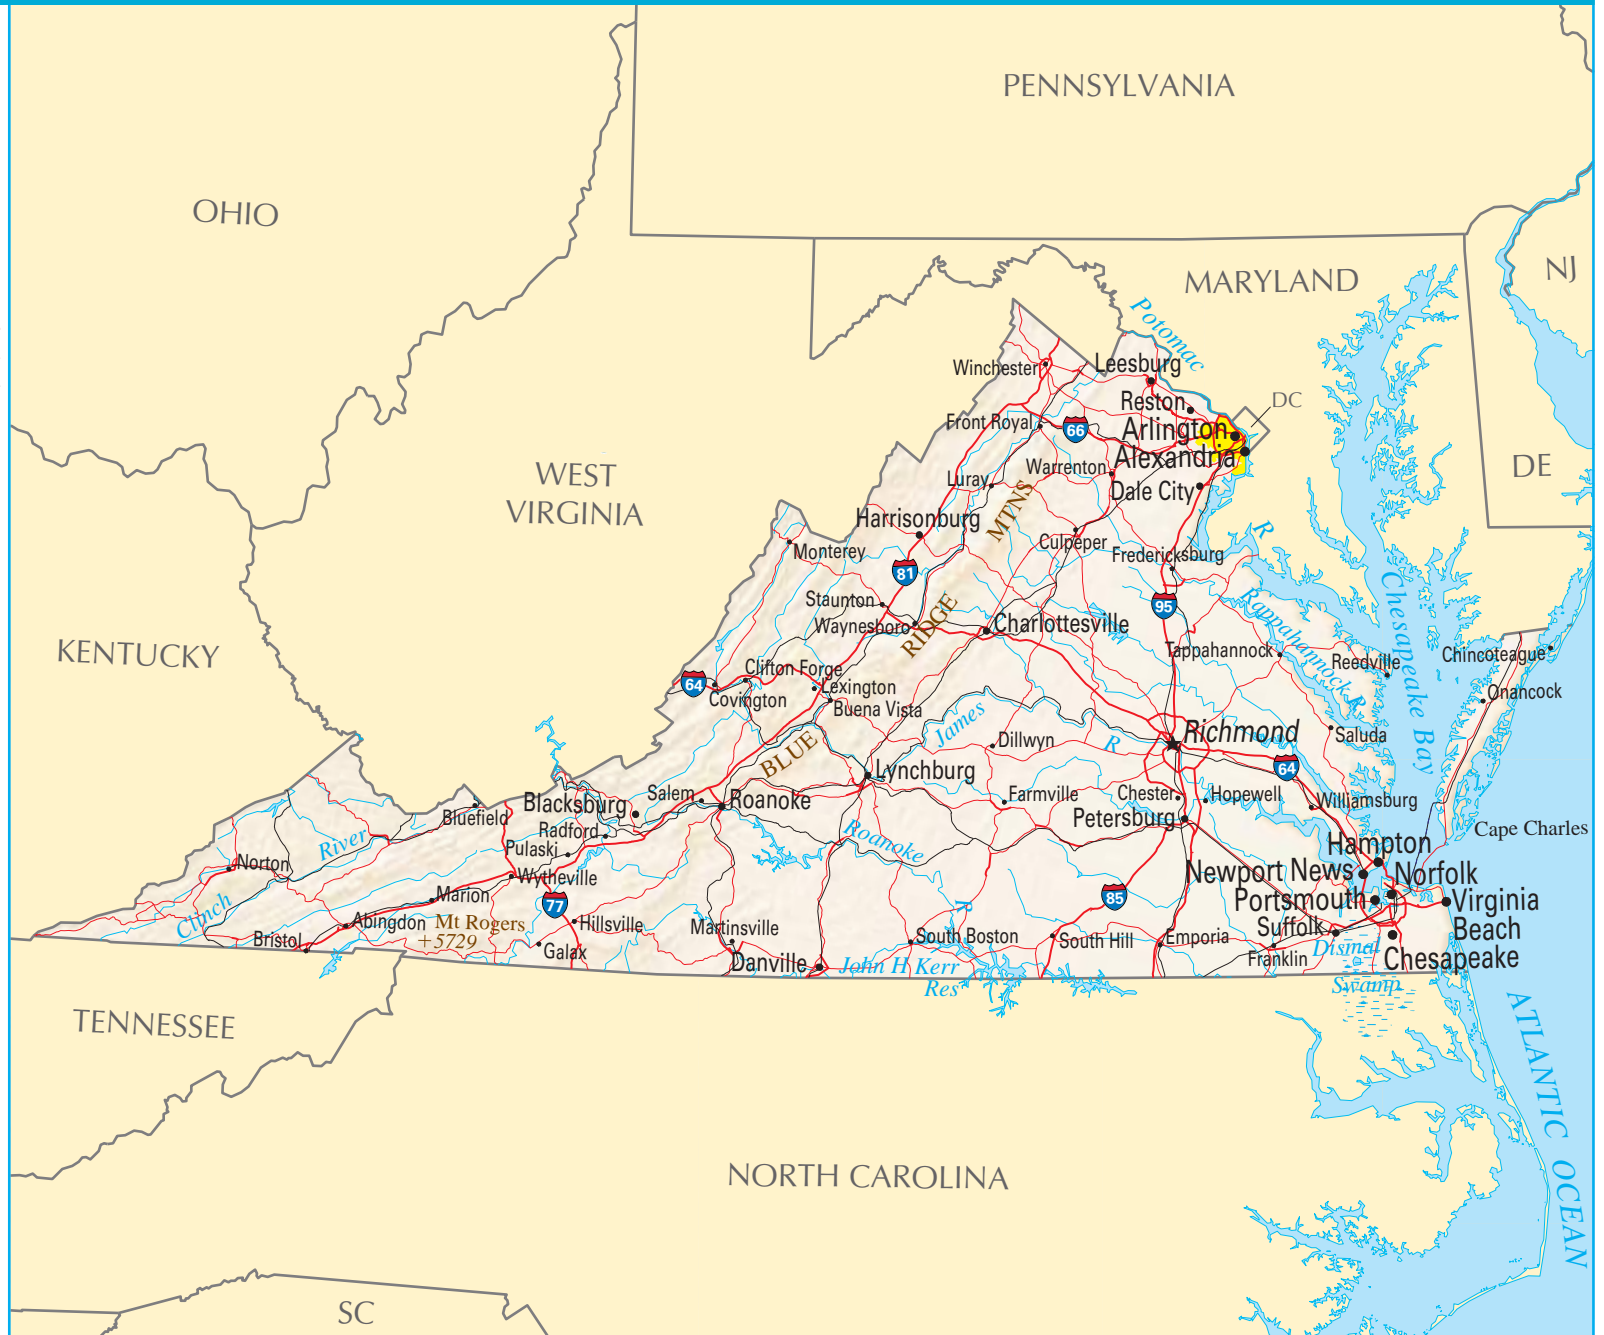 PENNSYLVANIA
OHIO
NJ
MARYLAND
Potomac
Winchester
Leesburg
Reston
DC
Front Royal
66
Arlington
Alexandria
DE
WEST
VIRGINIA
Warrenton
Luray
Dale City
MTNS
Harrisonburg
R
Culpeper
Monterey
Fredericksburg
81
Chesapeake Bay
Staunton
RIDGE
95
Rappahannock R
Waynesboro
Charlottesville
KENTUCKY
Tappahannock
Reedville
Chincoteague
Clifton Forge
64
Lexington
Covington
Buena Vista
Onancock
James
R
Richmond
Saluda
Dillwyn
BLUE
64
Lynchburg
Blacksburg
Salem
Roanoke
Farmville
Chester
Hopewell
Williamsburg
Bluefield
Petersburg
Radford
Cape Charles
River
Pulaski
Roanoke
Hampton
Norton
Newport News
Norfolk
Wytheville
Marion
77
85
Portsmouth
Virginia
Beach
Clinch
Abingdon
Mt Rogers
+5729
Hillsville
Martinsville
R
Suffolk
Bristol
Galax
South Boston
South Hill
Emporia
Dismal
Franklin
Danville
John H Kerr
Res
Chesapeake
Swamp
TENNESSEE
ATLANTIC OCEAN
NORTH CAROLINA
SC